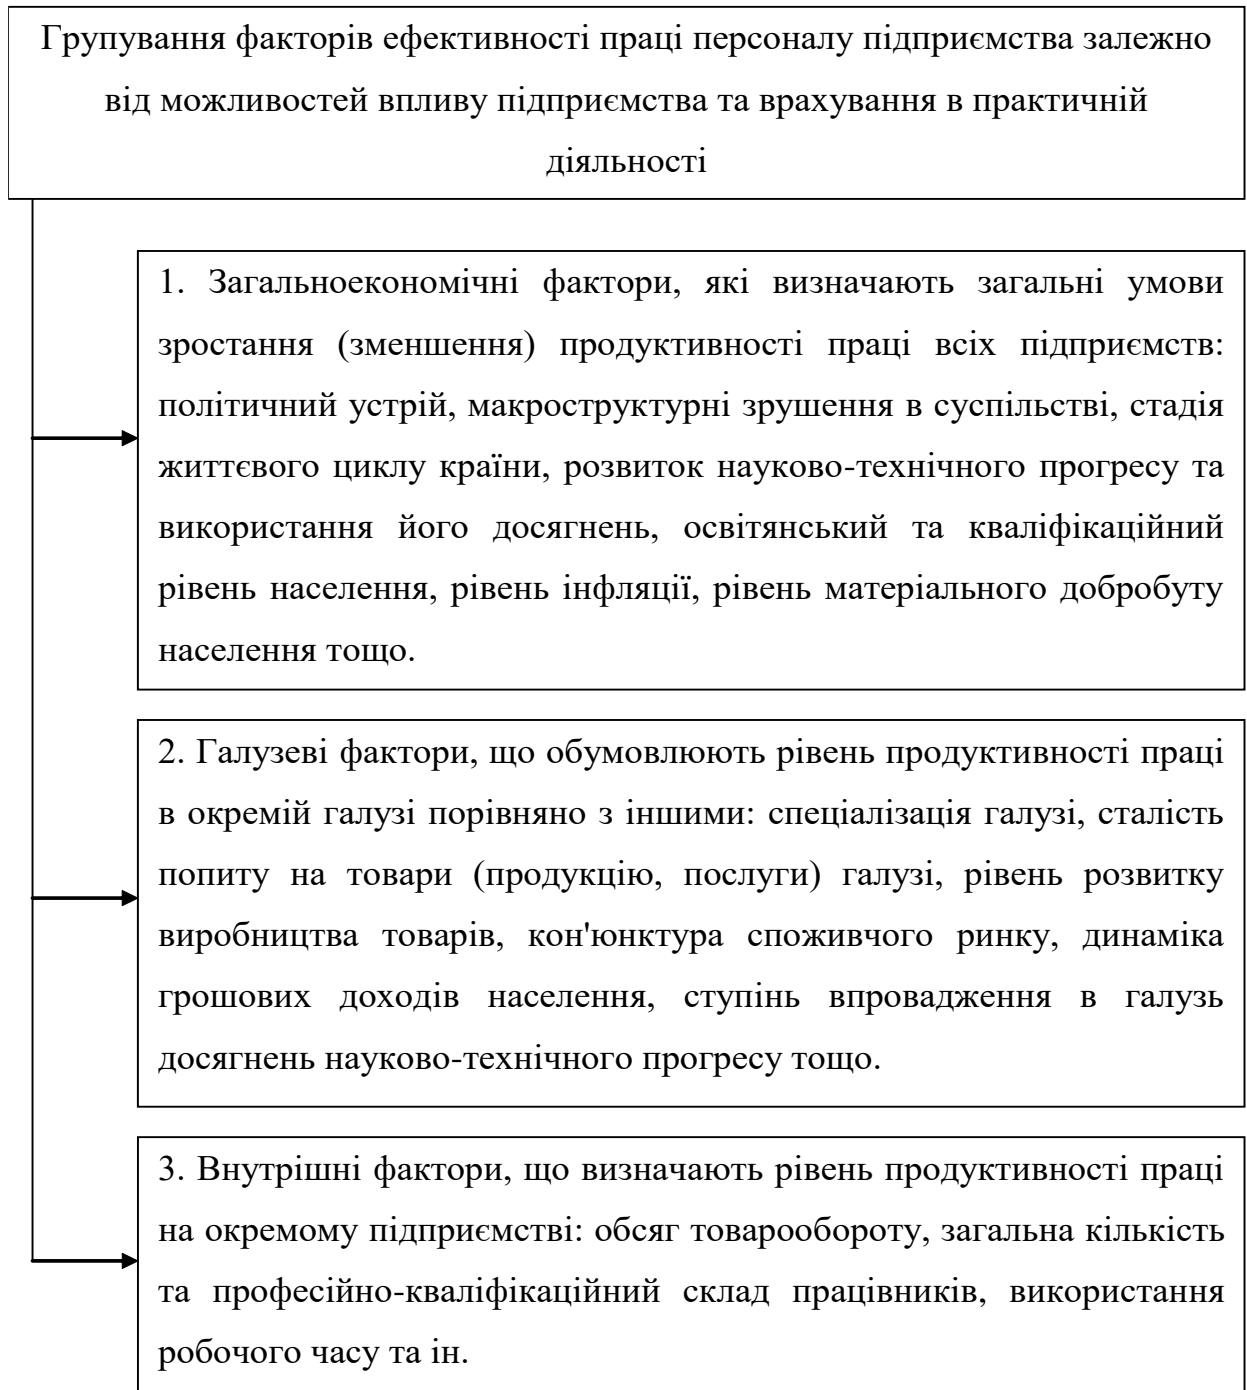 Групування факторів ефективності праці персоналу підприємства залежно
від можливостей впливу підприємства та врахування в практичній
діяльності
1. Загальноекономічні фактори, які визначають загальні умови
зростання (зменшення) продуктивності праці всіх підприємств:
політичний устрій, макроструктурні зрушення в суспільстві, стадія
життєвого циклу країни, розвиток науково-технічного прогресу та
використання його досягнень, освітянський та кваліфікаційний
рівень населення, рівень інфляції, рівень матеріального добробуту
населення тощо.
2. Галузеві фактори, що обумовлюють рівень продуктивності праці
в окремій галузі порівняно з іншими: спеціалізація галузі, сталість
попиту на товари (продукцію, послуги) галузі, рівень розвитку
виробництва товарів, кон'юнктура споживчого ринку, динаміка
грошових доходів населення, ступінь впровадження в галузь
досягнень науково-технічного прогресу тощо.
3. Внутрішні фактори, що визначають рівень продуктивності праці
на окремому підприємстві: обсяг товарообороту, загальна кількість
та професійно-кваліфікаційний склад працівників, використання
робочого часу та ін.